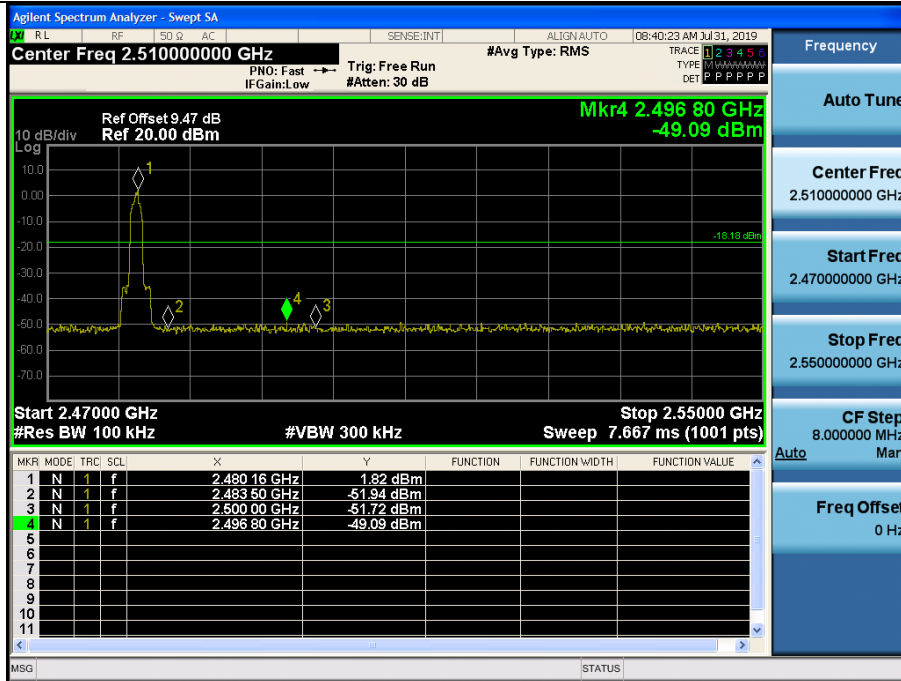 Agilent Spectrum Analyzer - Swept SA
LXI RL RF 50 Ω AC SENSE:INT ALIGN AUTO 08:40:23 AM Jul 31, 2019
Center Freq 2.510000000 GHz #Avg Type: RMS TRACE 1 2 3 4 5 6
PNO: Fast Trig: Free Run TYPE M W W W W W
IFGain:Low #Atten: 30 dB DET P P P P P P
Frequency
Mkr4 2.496 80 GHz
-49.09 dBm
Ref Offset 9.47 dB
10 dB/div Ref 20.00 dBm
Log
10.0
0.00
-10.0
-20.0
-30.0
-40.0
-50.0
-60.0
-70.0
1
2
4
3
-18.18 dBm
Start 2.47000 GHz Stop 2.55000 GHz
#Res BW 100 kHz #VBW 300 kHz Sweep 7.667 ms (1001 pts)
MKR MODE TRC SCL X Y FUNCTION FUNCTION WIDTH FUNCTION VALUE
1 N 1 f 2.480 16 GHz 1.82 dBm
2 N 1 f 2.483 50 GHz -51.94 dBm
3 N 1 f 2.500 00 GHz -51.72 dBm
4 N 1 f 2.496 80 GHz -49.09 dBm
5
6
7
8
9
10
11
MSG STATUS
Auto Tune
Center Freq
2.510000000 GHz
Start Freq
2.470000000 GHz
Stop Freq
2.550000000 GHz
CF Step
8.000000 MHz
Auto Man
Freq Offset
0 Hz